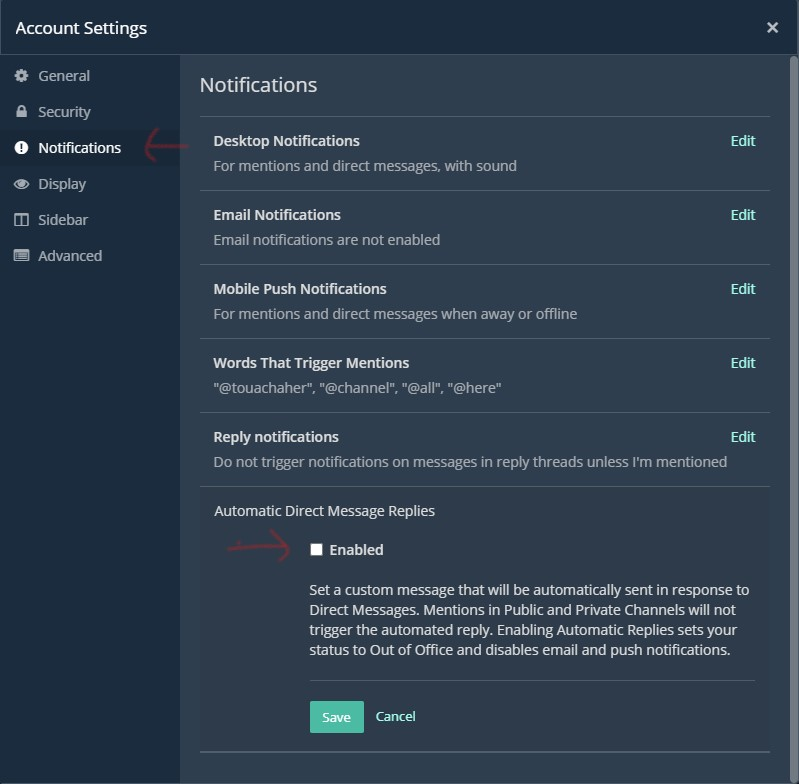 Account Settings
×
General
Security
Notifications
Display
Sidebar
Advanced
Notifications
Desktop Notifications
Edit
For mentions and direct messages, with sound
Email Notifications
Edit
Email notifications are not enabled
Mobile Push Notifications
Edit
For mentions and direct messages when away or offline
Words That Trigger Mentions
Edit
"@touachaher", "@channel", "@all", "@here"
Reply notifications
Edit
Do not trigger notifications on messages in reply threads unless I'm mentioned
Automatic Direct Message Replies
Enabled
Set a custom message that will be automatically sent in response to
Direct Messages. Mentions in Public and Private Channels will not
trigger the automated reply. Enabling Automatic Replies sets your
status to Out of Office and disables email and push notifications.
Save
Cancel